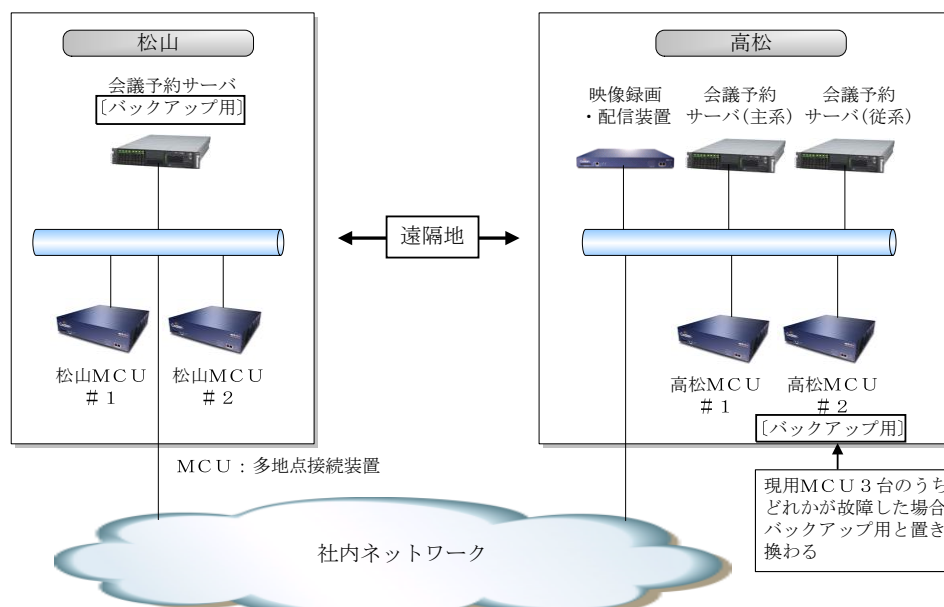 松山
会議予約サーバ
〔バックアップ用〕
松山MCU
#1
松山MCU
#2
遠隔地
高松
映像録画
・配信装置
会議予約
サーバ(主系)
会議予約
サーバ(従系)
高松MCU
#1
高松MCU
#2
〔バックアップ用〕
現用MCU3台のうち
どれかが故障した場合
バックアップ用と置き
換わる
MCU:多地点接続装置
社内ネットワーク